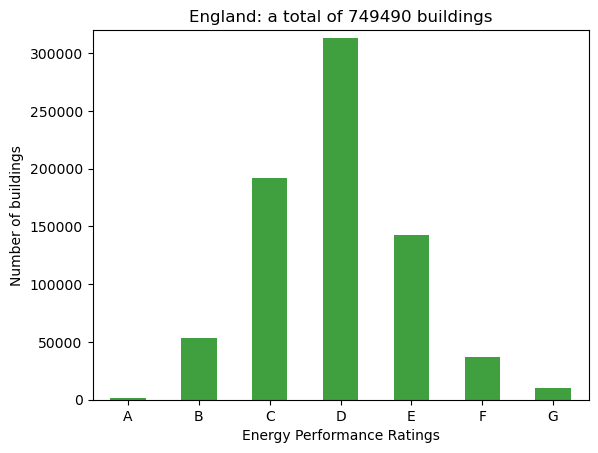 England: a total of 749490 buildings
300000
250000
200000
150000
100000
50000
0
Number of buildings
A B C D E F G
Energy Performance Ratings